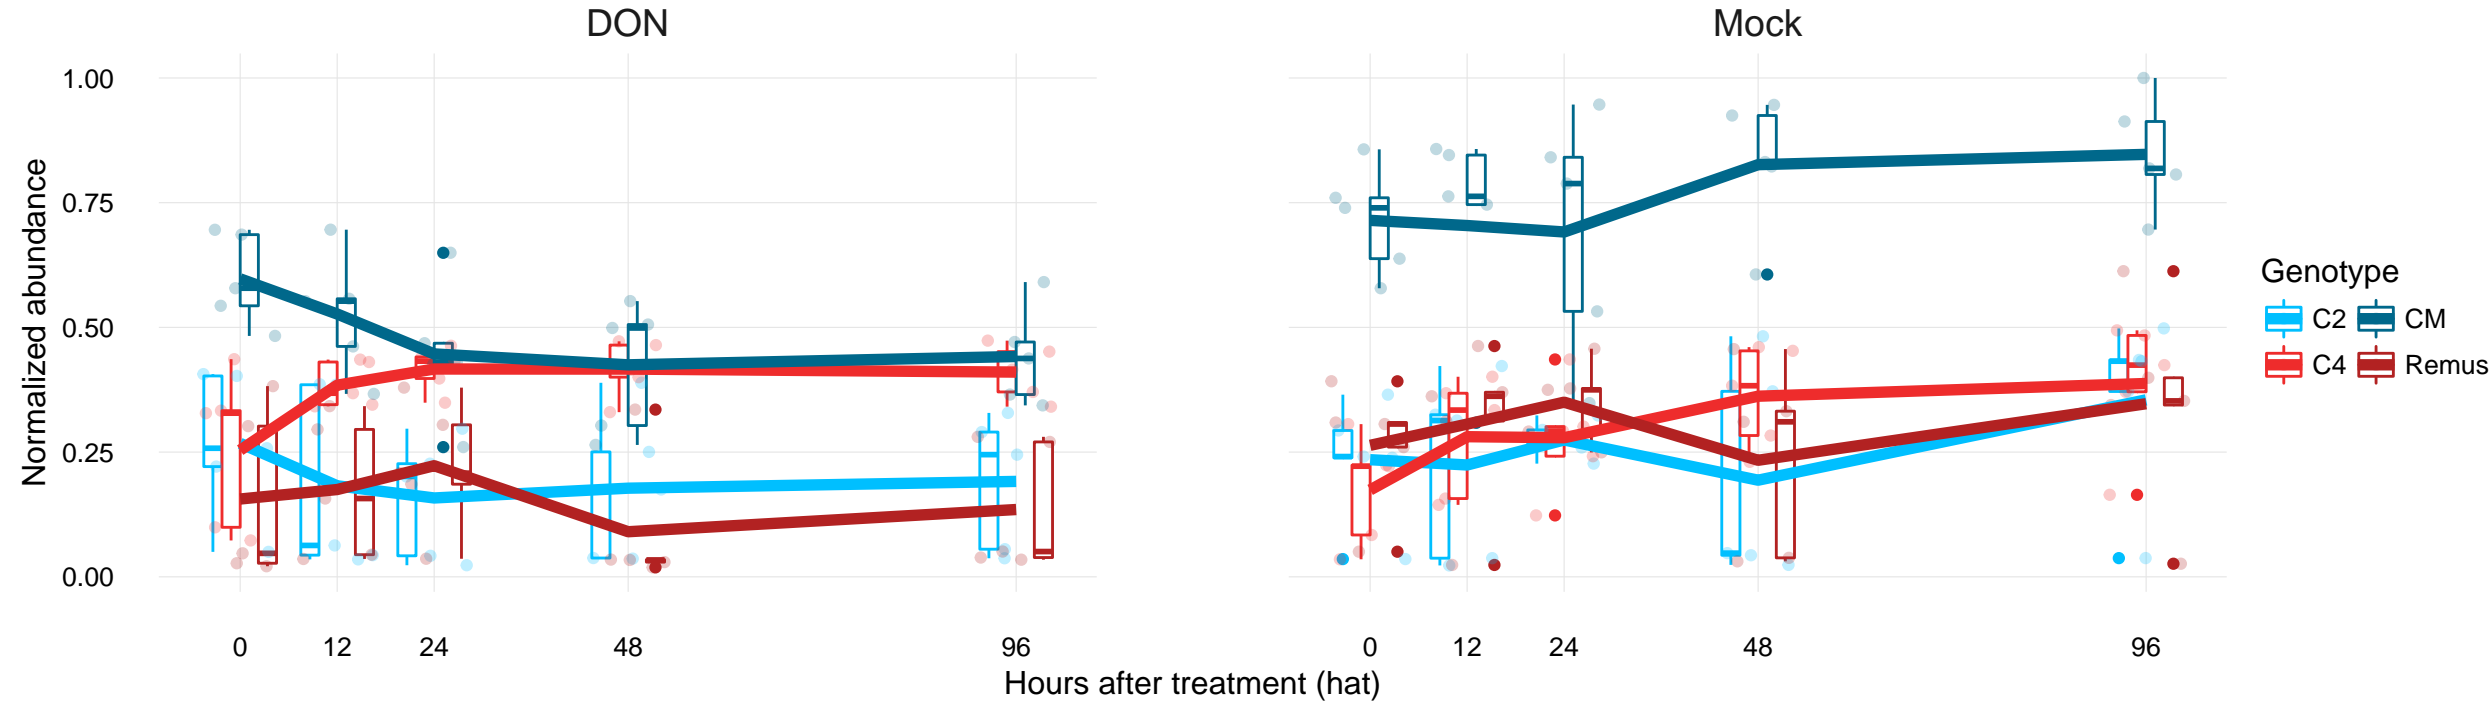 DON
Mock
1.00
0.75
0.50
0.25
0.00
Normalized abundance
0 12 24 48 96
0 12 24 48 96
Hours after treatment (hat)
Genotype
C2 CM
C4 Remus